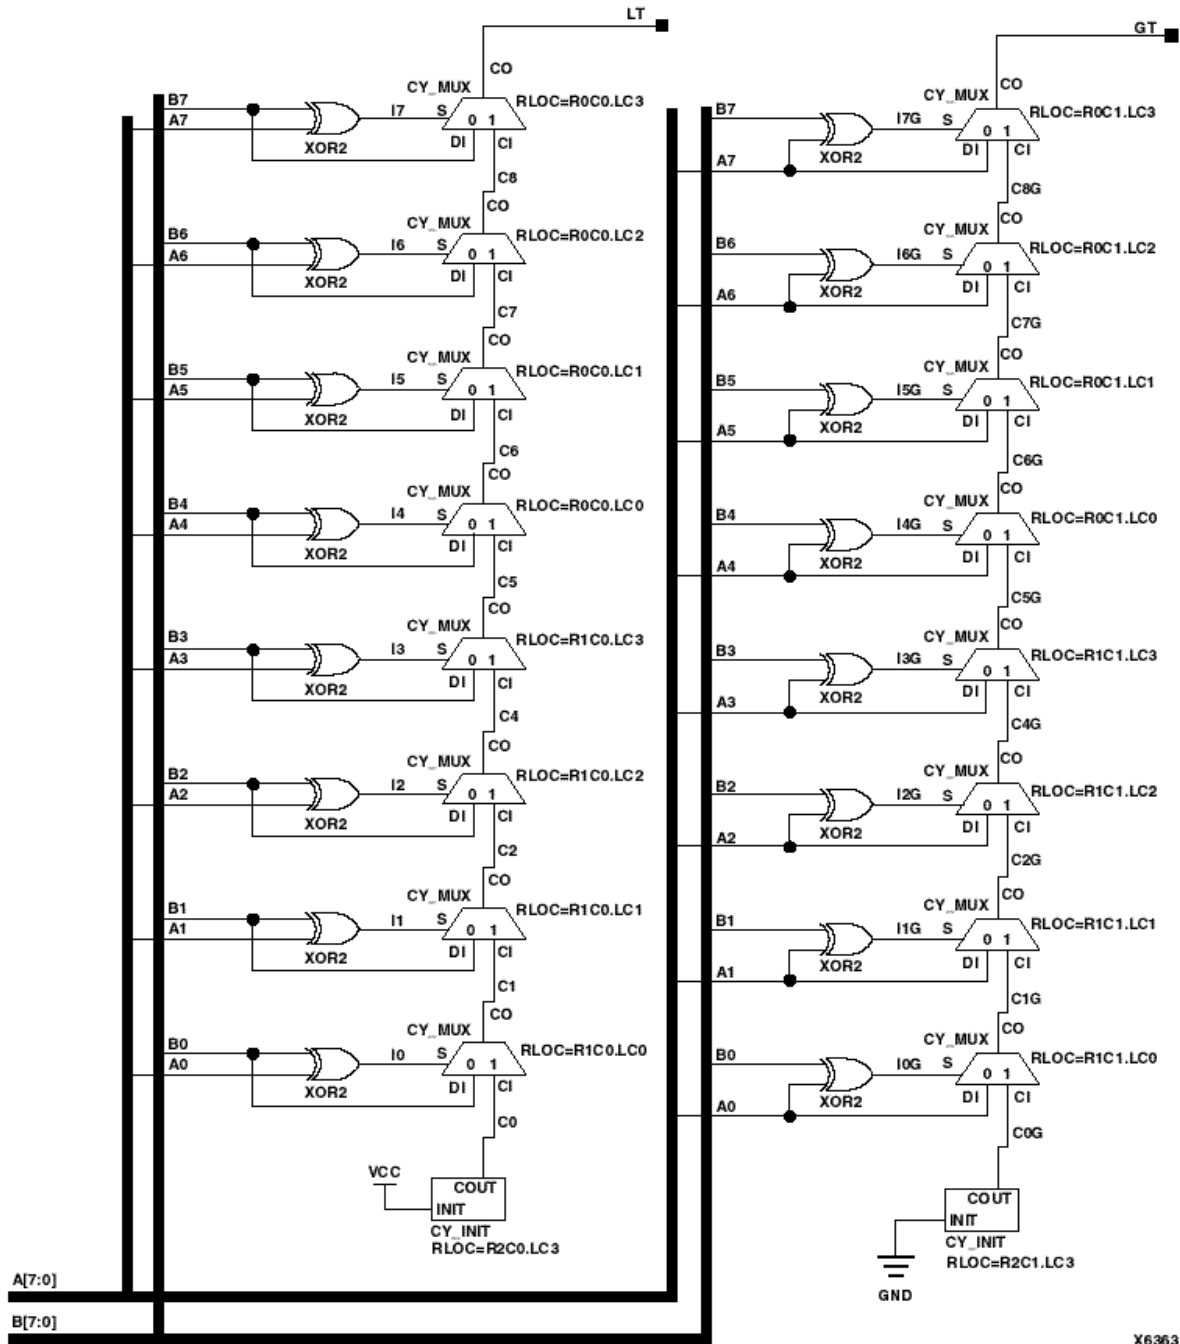 LT
CO
CY_MUX
RLOC=R0C0.LC3
B7
A7
I7
S
0 1
XOR2
DI
CI
C8
CO
CY_MUX
RLOC=R0C0.LC2
B6
A6
I6
S
0 1
XOR2
DI
CI
C7
CO
CY_MUX
RLOC=R0C0.LC1
B5
A5
I5
S
0 1
XOR2
DI
CI
C6
CO
CY_MUX
RLOC=R0C0.LC0
B4
A4
I4
S
0 1
XOR2
DI
CI
C5
CO
CY_MUX
RLOC=R1C0.LC3
B3
A3
I3
S
0 1
XOR2
DI
CI
C4
CO
CY_MUX
RLOC=R1C0.LC2
B2
A2
I2
S
0 1
XOR2
DI
CI
C2
CO
CY_MUX
RLOC=R1C0.LC1
B1
A1
I1
S
0 1
XOR2
DI
CI
C1
CO
CY_MUX
RLOC=R1C0.LC0
B0
A0
I0
S
0 1
XOR2
DI
CI
C0
VCC
COUT
INIT
CY_INIT
RLOC=R2C0.LC3
GT
CO
CY_MUX
RLOC=R0C1.LC3
B7
I7G
S
0 1
XOR2
DI
CI
A7
C8G
CO
CY_MUX
RLOC=R0C1.LC2
B6
I6G
S
0 1
XOR2
DI
CI
A6
C7G
CO
CY_MUX
RLOC=R0C1.LC1
B5
I5G
S
0 1
XOR2
DI
CI
A5
C6G
CO
CY_MUX
RLOC=R0C1.LC0
B4
I4G
S
0 1
XOR2
DI
CI
A4
C5G
CO
CY_MUX
RLOC=R1C1.LC3
B3
I3G
S
0 1
XOR2
DI
CI
A3
C4G
CO
CY_MUX
RLOC=R1C1.LC2
B2
I2G
S
0 1
XOR2
DI
CI
A2
C2G
CO
CY_MUX
RLOC=R1C1.LC1
B1
I1G
S
0 1
XOR2
DI
CI
A1
C1G
CO
CY_MUX
RLOC=R1C1.LC0
B0
I0G
S
0 1
XOR2
DI
CI
A0
C0G
COUT
INIT
CY_INIT
RLOC=R2C1.LC3
GND
A[7:0]
B[7:0]
X6363